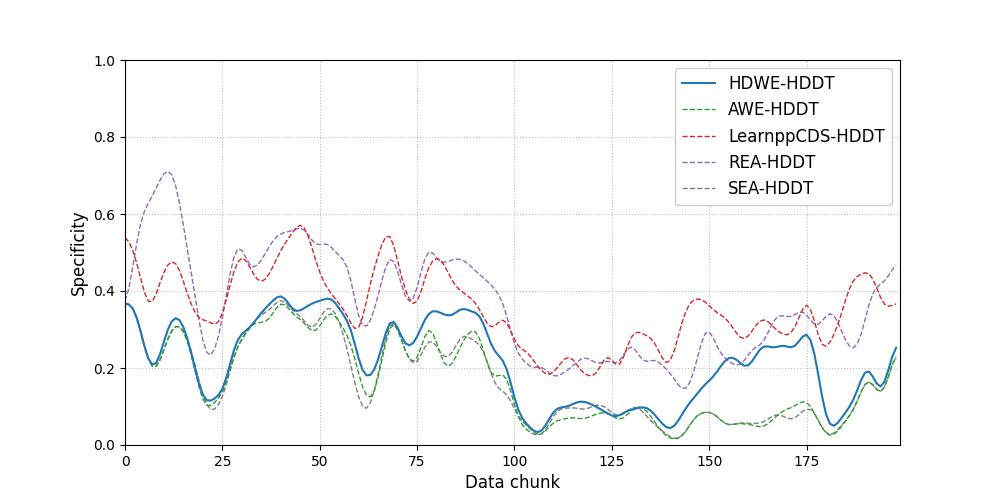 1.0
0.8
0.6
0.4
0.2
0.0
Specificity
0 25 50 75 100 125 150 175
Data chunk
HDWE-HDDT
AWE-HDDT
LearnppCDS-HDDT
REA-HDDT
SEA-HDDT